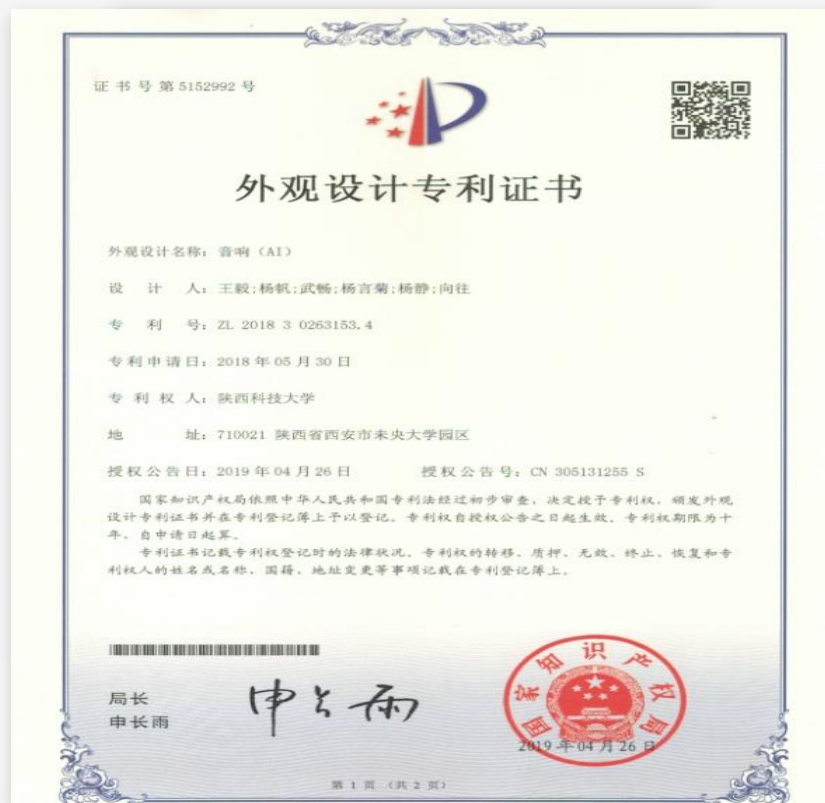 证书号第5152992号
外观设计专利证书
外观设计名称：音响（AI）
设计人：王毅;杨帆;武畅;杨言菊;杨静;向往
专利号：ZL 2018 3 0263153.4
专利申请日：2018年05月30日
专利权人：陕西科技大学
地址：710021 陕西省西安市未央大学园区
授权公告日：2019年04月26日 授权公告号：CN 305131255 S
国家知识产权局依照中华人民共和国专利法经过初步审查，决定授予专利权，颁发外观
设计专利证书并在专利登记簿上予以登记。专利权自授权公告之日起生效。专利权期限为十
年，自申请日起算。
专利证书记载专利权登记时的法律状况。专利权的转移、质押、无效、终止、恢复和专
利权人的姓名或名称、国籍、地址变更等事项记载在专利登记簿上。
局长
申长雨
申长雨
国家知识产权局
2019年04月26日
第 1 页 （共 2 页）